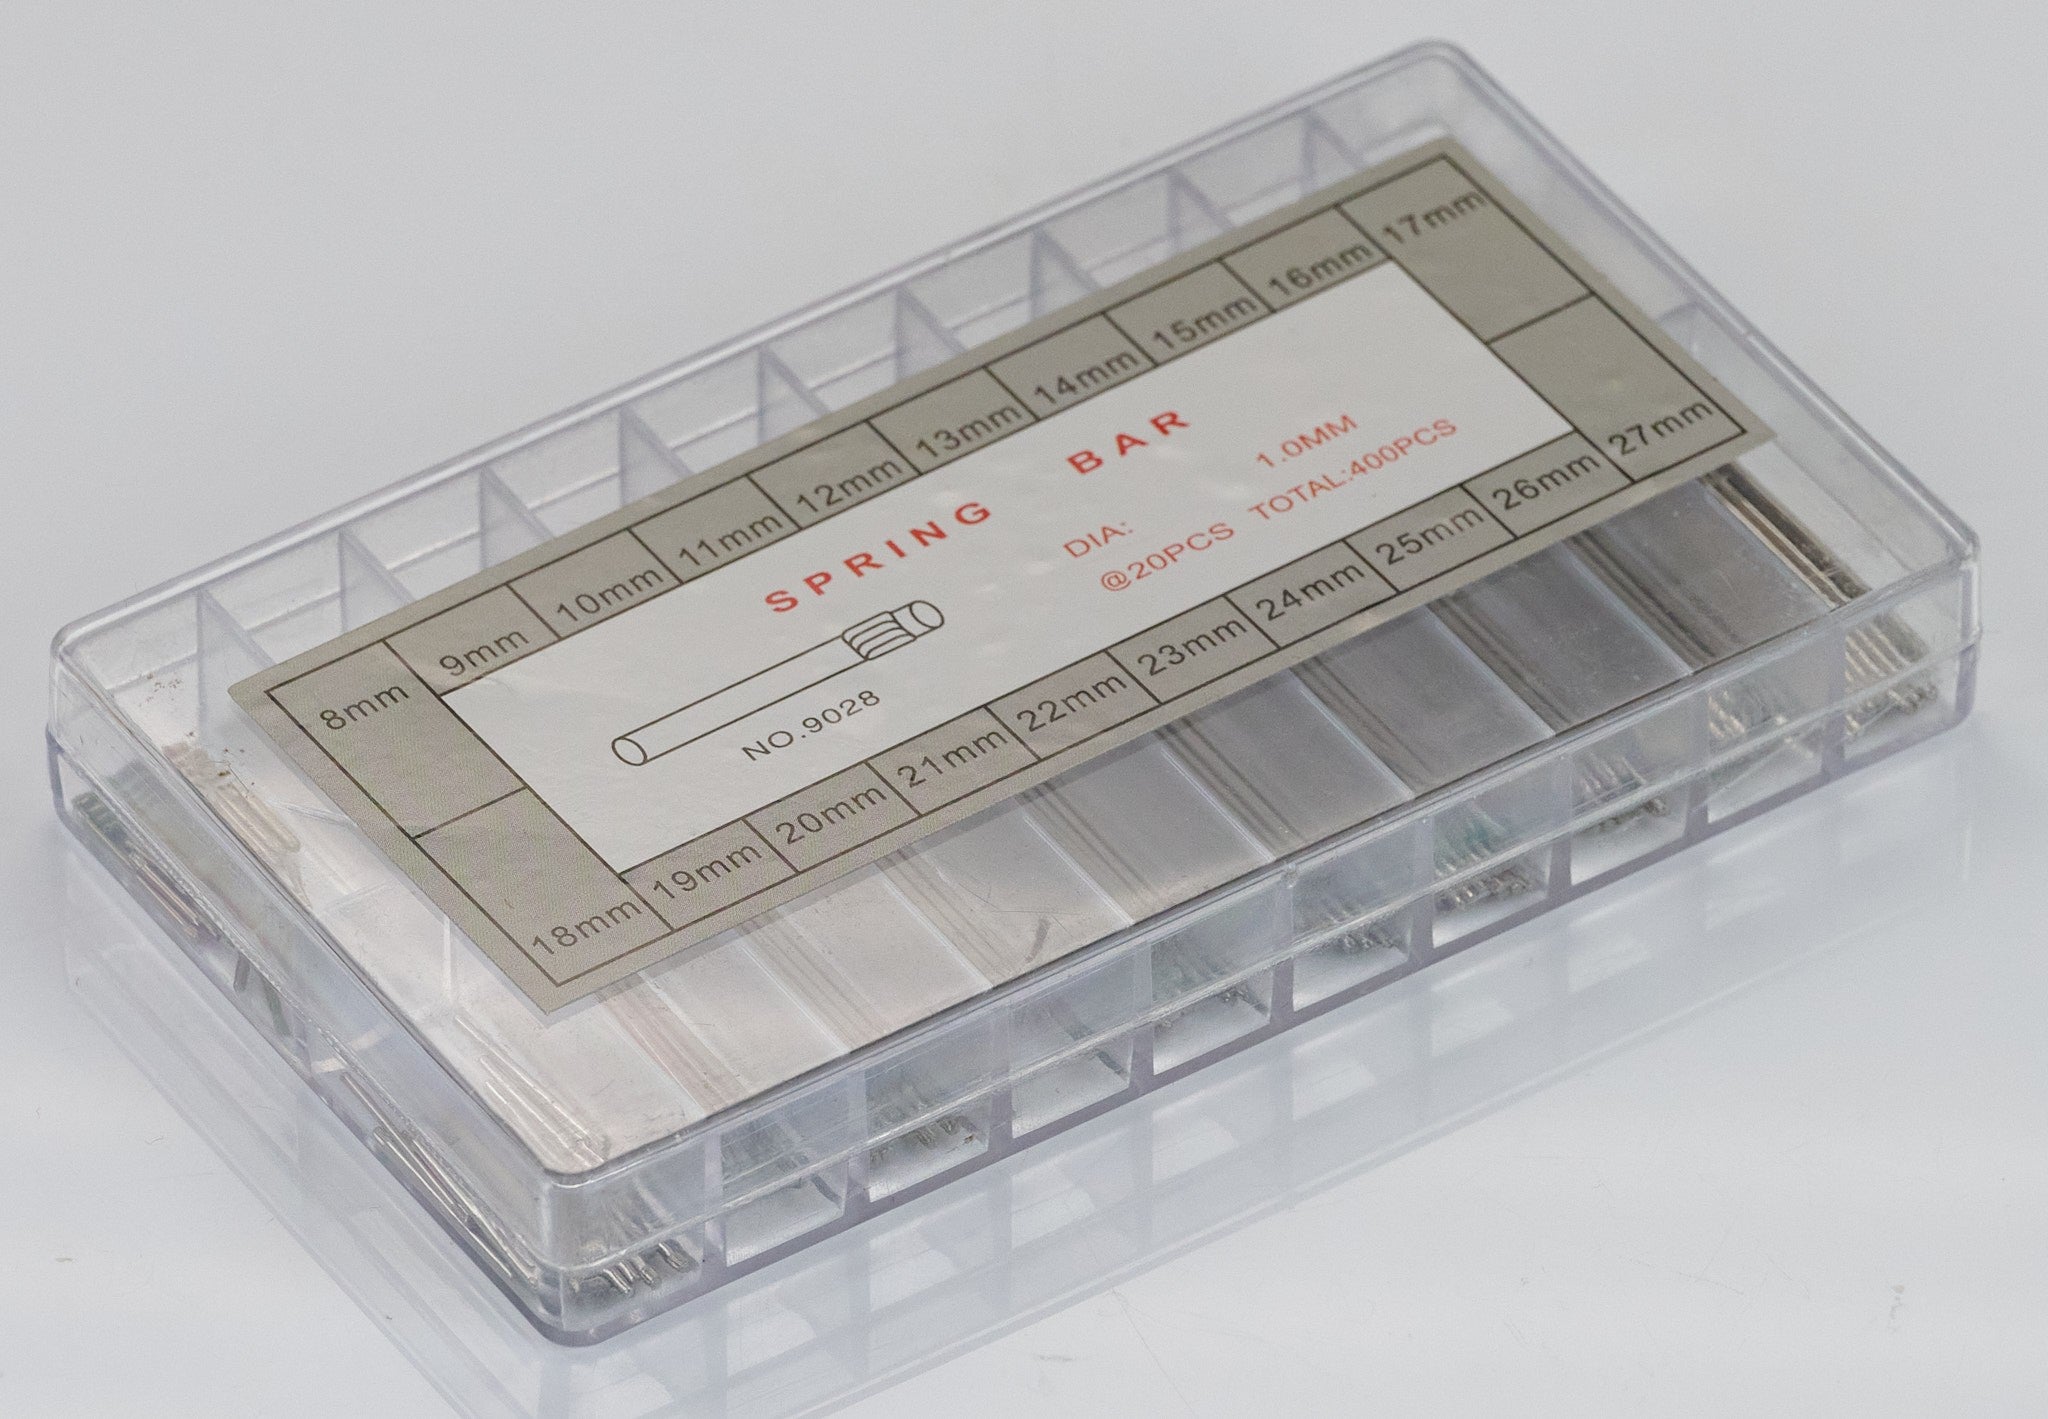 8mm
9mm
10mm
11mm
12mm
13mm
14mm
15mm
16mm
17mm
SPRING BAR
NO.9028
DIA: 1.0MM
@20PCS TOTAL:400PCS
18mm
19mm
20mm
21mm
22mm
23mm
24mm
25mm
26mm
27mm